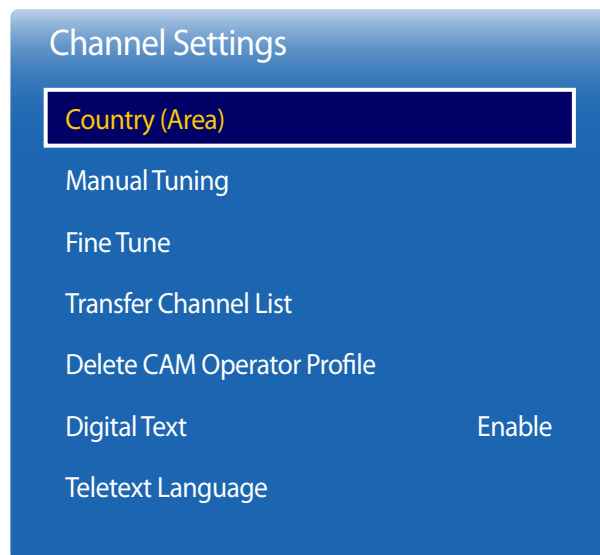 Channel Settings
Country (Area)
Manual Tuning
Fine Tune
Transfer Channel List
Delete CAM Operator Profile
Digital Text Enable
Teletext Language